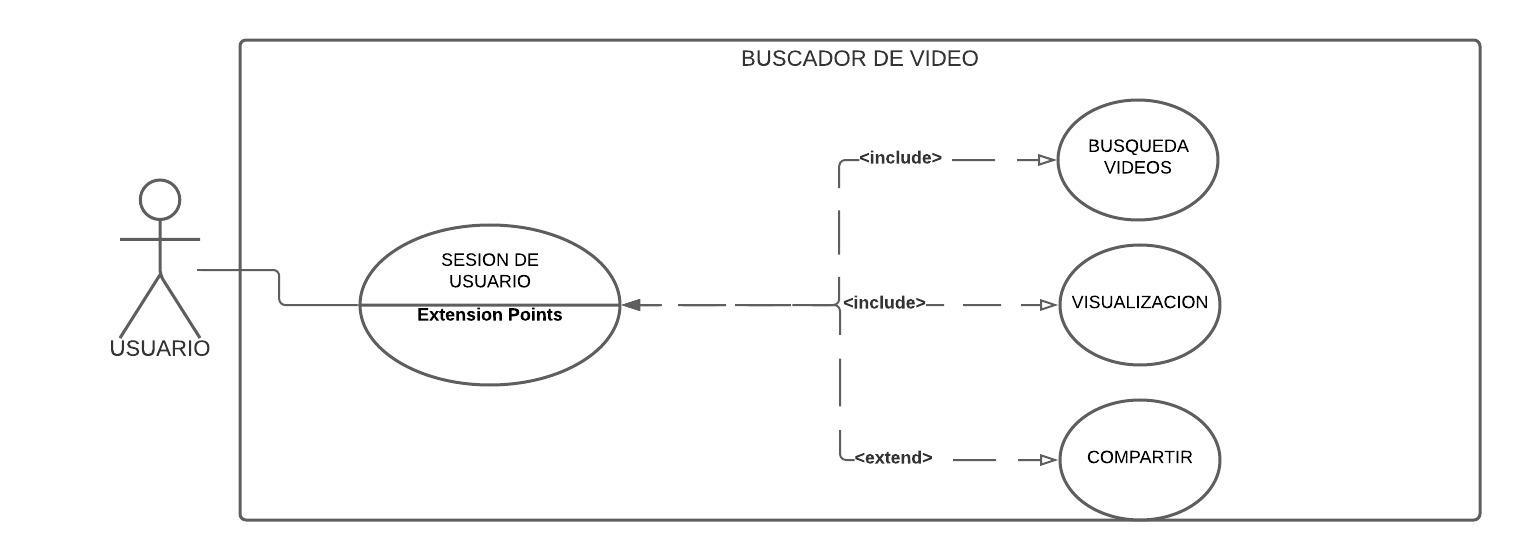 BUSCADOR DE VIDEO
USUARIO
SESION DE
USUARIO
Extension Points
<include>
BUSQUEDA
VIDEOS
<include>
VISUALIZACION
<extend>
COMPARTIR